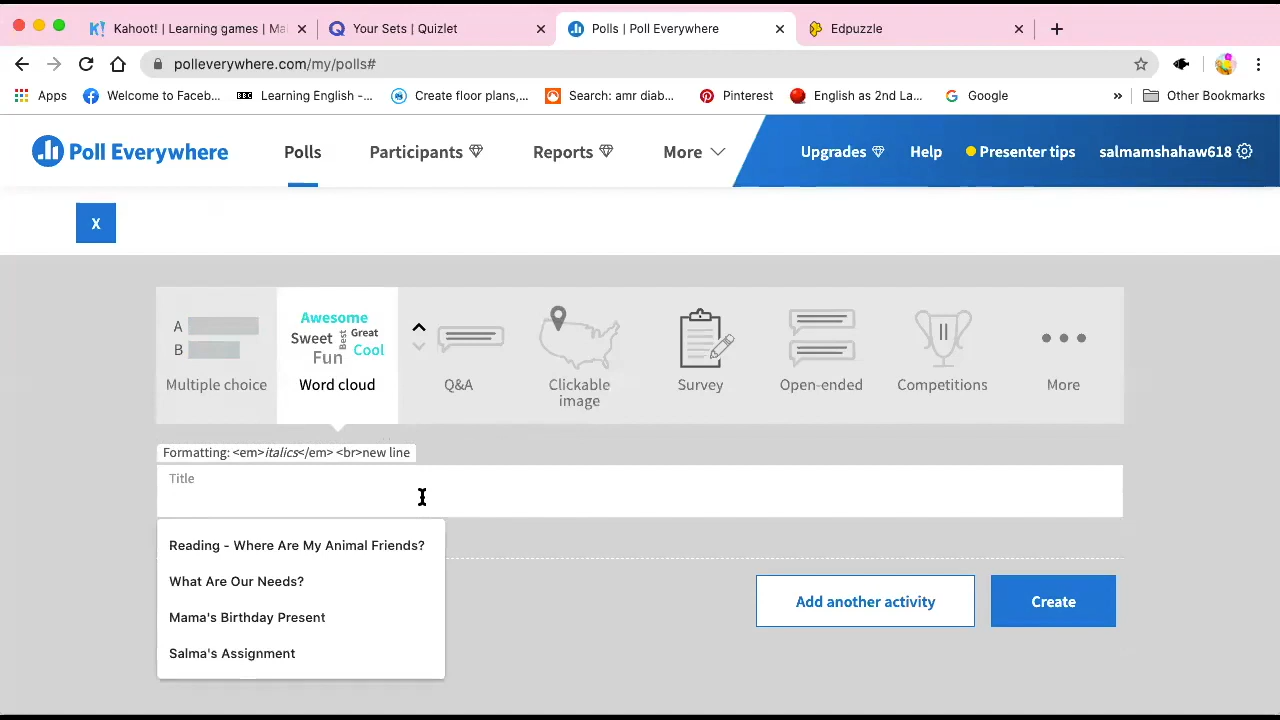 Kahoot! | Learning games | Ma
Your Sets | Quizlet
Polls | Poll Everywhere
Edpuzzle
polleverywhere.com/my/polls#
Apps
Welcome to Faceb...
Learning English -...
Create floor plans,...
Search: amr diab...
Pinterest
English as 2nd La...
Google
»
Other Bookmarks
Poll Everywhere
Polls
Participants
Reports
More
Upgrades
Help
Presenter tips
salmamshahaw618
X
A
B
Multiple choice
Awesome
Sweet Best Great
Fun Cool
Word cloud
Q&A
Clickable
image
Survey
Open-ended
Competitions
More
Formatting: <em>italics</em> <br>new line
Title
Reading - Where Are My Animal Friends?
What Are Our Needs?
Mama's Birthday Present
Salma's Assignment
Add another activity
Create